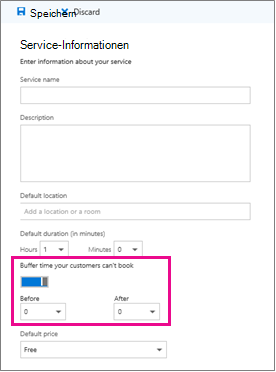 Speichern Discard
Service-Informationen
Enter information about your service
Service name
Description
Default location
Add a location or a room
Default duration (in minutes)
Hours 1 Minutes 0
Buffer time your customers can't book
Before After
0 0
Default price
Free